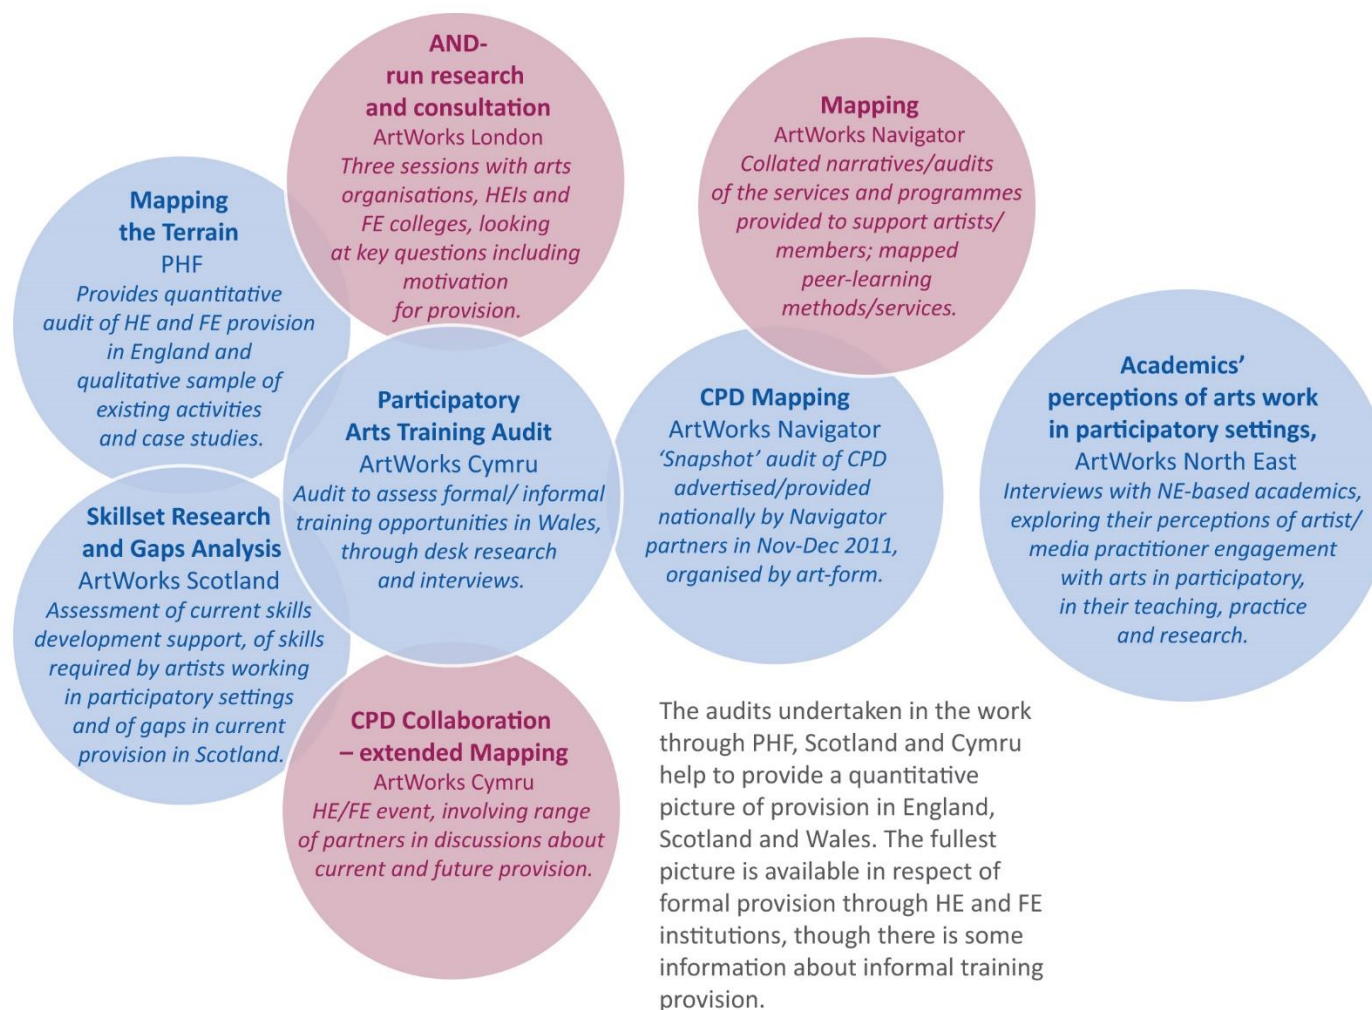 AND-
run research
and consultation
ArtWorks London
Three sessions with arts
organisations, HEIs and
FE colleges, looking
at key questions including
motivation
for provision.
Mapping
ArtWorks Navigator
Collated narratives/audits
of the services and programmes
provided to support artists/
members; mapped
peer-learning
methods/services.
Mapping
the Terrain
PHF
Provides quantitative
audit of HE and FE provision
in England and
qualitative sample of
existing activities
and case studies.
Participatory
Arts Training Audit
ArtWorks Cymru
Audit to assess formal/ informal
training opportunities in Wales,
through desk research
and interviews.
CPD Mapping
ArtWorks Navigator
‘Snapshot’ audit of CPD
advertised/provided
nationally by Navigator
partners in Nov-Dec 2011,
organised by art-form.
Academics’
perceptions of arts work
in participatory settings,
ArtWorks North East
Interviews with NE-based academics,
exploring their perceptions of artist/
media practitioner engagement
with arts in participatory,
in their teaching, practice
and research.
Skillset Research
and Gaps Analysis
ArtWorks Scotland
Assessment of current skills
development support, of skills
required by artists working
in participatory settings
and of gaps in current
provision in Scotland.
CPD Collaboration
– extended Mapping
ArtWorks Cymru
HE/FE event, involving range
of partners in discussions about
current and future provision.
The audits undertaken in the work
through PHF, Scotland and Cymru
help to provide a quantitative
picture of provision in England,
Scotland and Wales. The fullest
picture is available in respect of
formal provision through HE and FE
institutions, though there is some
information about informal training
provision.